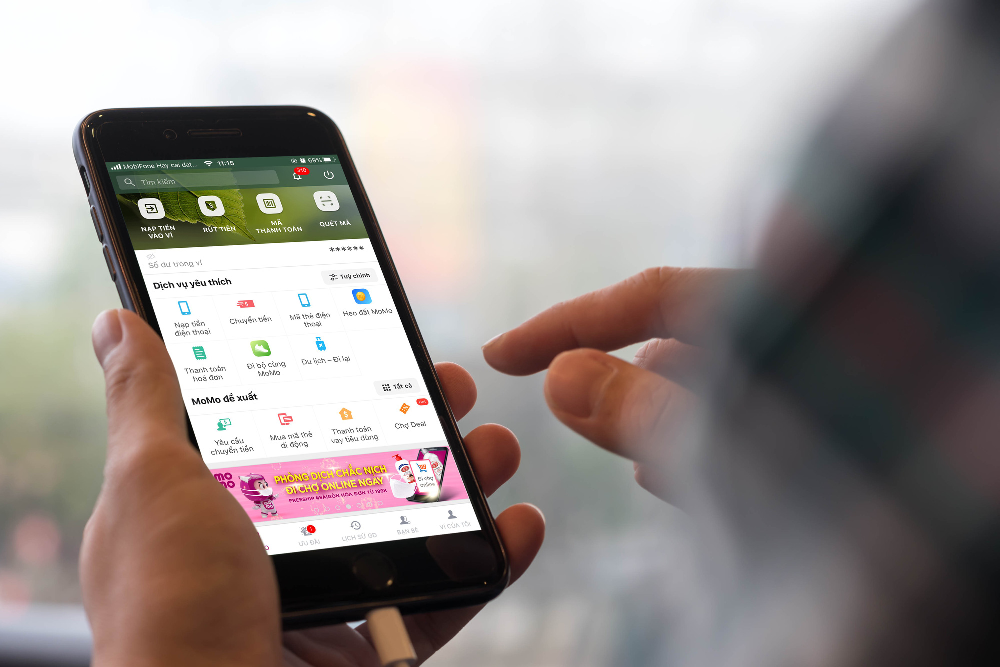 MobiFone Hay cai dat... 11:15 69%
Tìm kiếm
310
NẠP TIỀN
VÀO VÍ
RÚT TIỀN
MÃ
THANH TOÁN
QUÉT MÃ
Số dư trong ví
******
Dịch vụ yêu thích
Tuỳ chỉnh
Nạp tiền
điện thoại
Chuyển tiền
Mã thẻ điện
thoại
Heo đất MoMo
Thanh toán
hoá đơn
Đi bộ cùng
MoMo
Du lịch – Đi lại
MoMo đề xuất
Tất cả
Yêu cầu
chuyển tiền
Mua mã thẻ
di động
Thanh toán
vay tiêu dùng
Hot
Chợ Deal
mo
mo
PHÒNG DỊCH CHẮC NỊCH
ĐI CHỢ ONLINE NGAY
FREESHIP #SÀIGÒN HÓA ĐƠN TỪ 199K
mo
mo
Đi chợ
online
1
ƯU ĐÃI
LỊCH SỬ GD
BẠN BÈ
VÍ CỦA TÔI